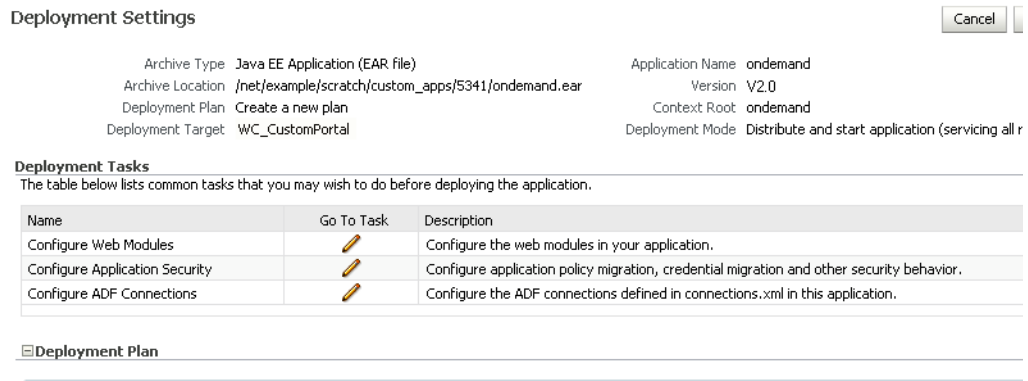 Deployment Settings
Cancel
Archive Type Java EE Application (EAR file)
Archive Location /net/example/scratch/custom_apps/5341/ondemand.ear
Deployment Plan Create a new plan
Deployment Target WC_CustomPortal
Application Name ondemand
Version V2.0
Context Root ondemand
Deployment Mode Distribute and start application (servicing all
Deployment Tasks
The table below lists common tasks that you may wish to do before deploying the application.
Name Go To Task Description
Configure Web Modules Configure the web modules in your application.
Configure Application Security Configure application policy migration, credential migration and other security behavior.
Configure ADF Connections Configure the ADF connections defined in connections.xml in this application.
Deployment Plan